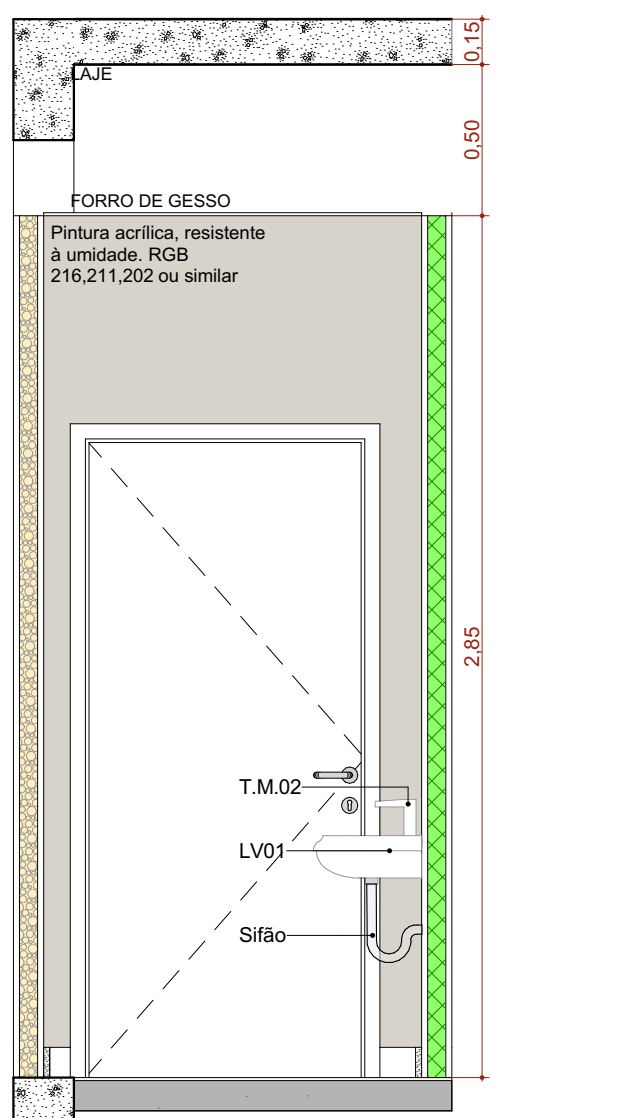 0,15
LAJE
0,50
FORRO DE GESSO
Pintura acrílica, resistente
à umidade. RGB
216,211,202 ou similar
2,85
T.M.02
LV01
Sifão